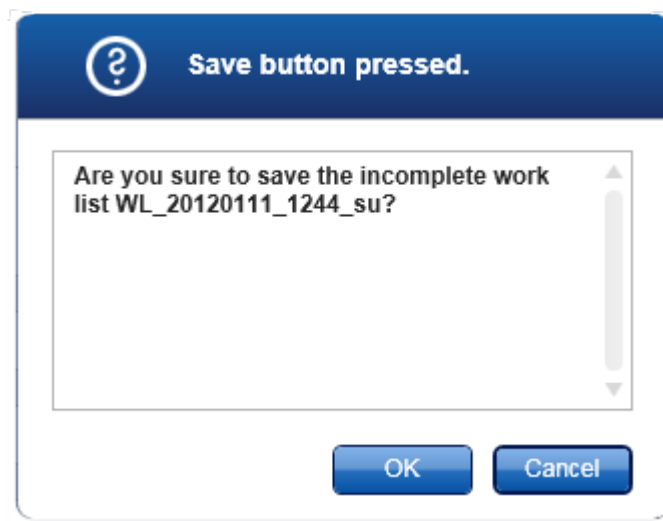 Save button pressed.
Are you sure to save the incomplete work
list WL_20120111_1244_su?
OK
Cancel